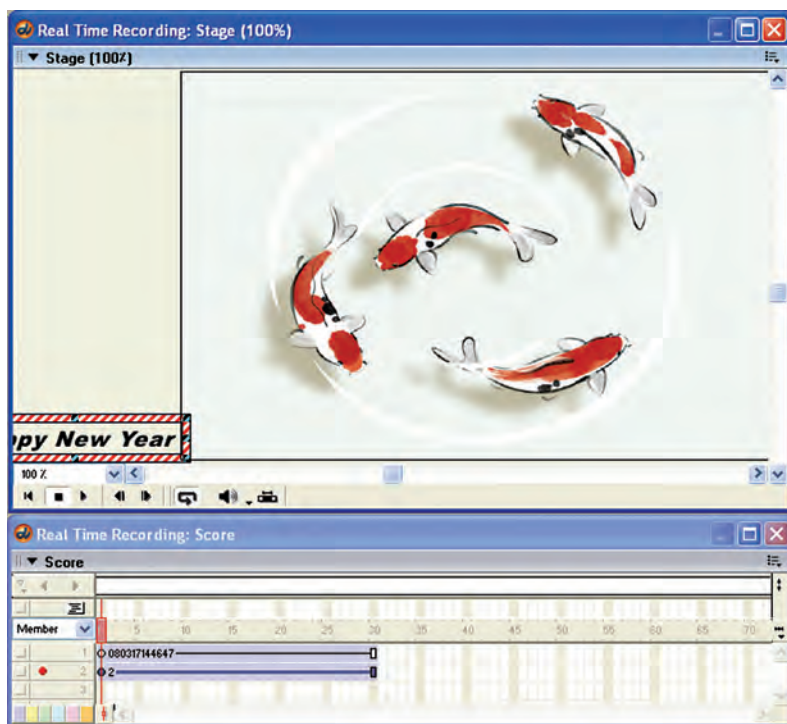 Real Time Recording: Stage (100%)
Stage (100%)
ppy New Year
100 %
Real Time Recording: Score
Score
Member
5 10 15 20 25 30 35 40 45 50 55 60 65 70
1 080317144647
2 2
3